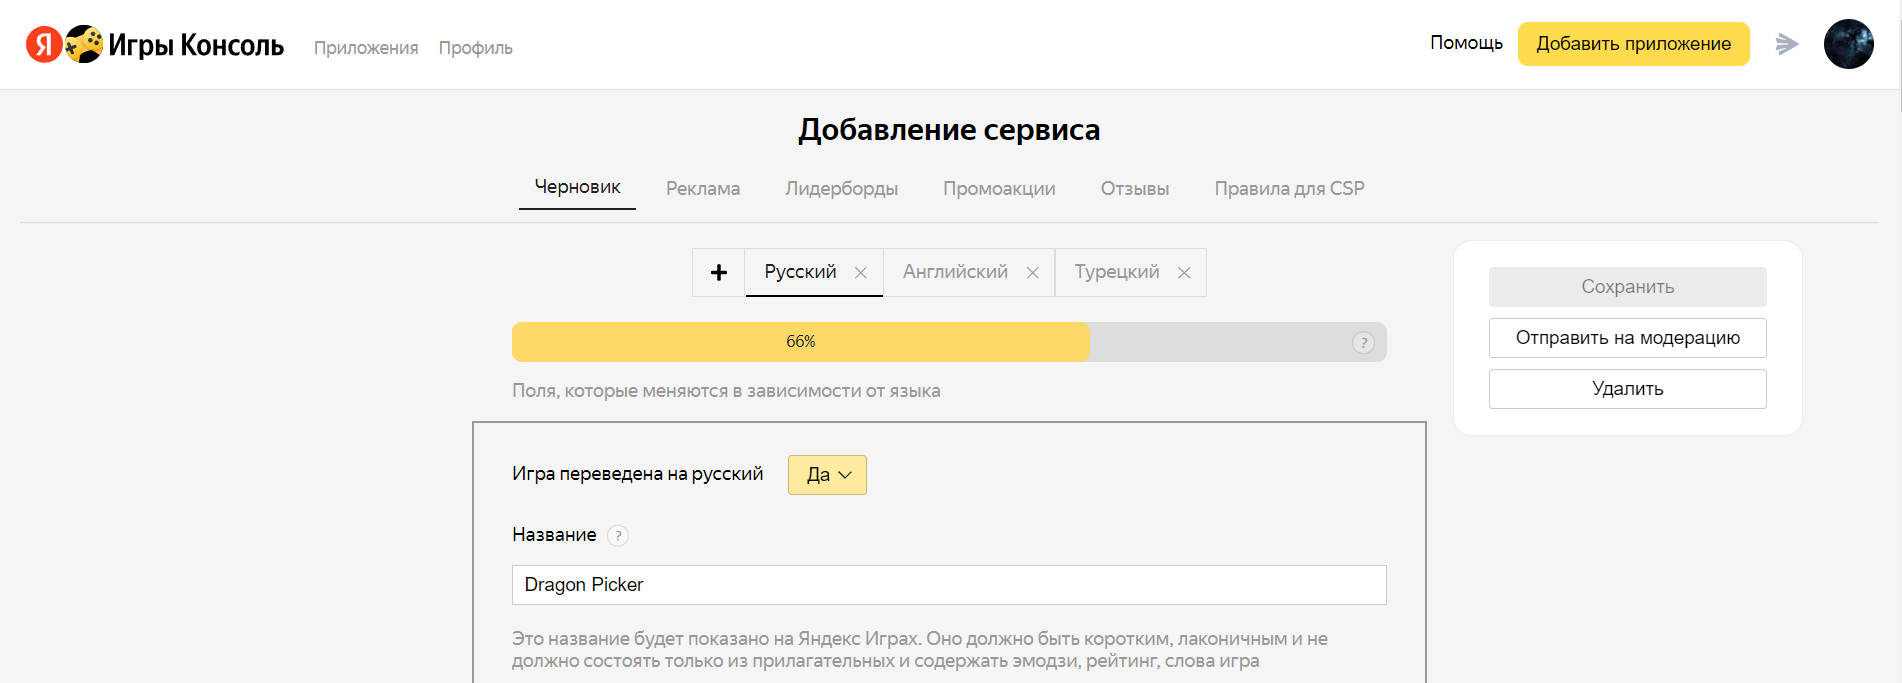 Я Игры Консоль Приложения Профиль Помощь Добавить приложение
Добавление сервиса
Черновик Реклама Лидерборды Промоакции Отзывы Правила для CSP
+ Русский × Английский × Турецкий ×
66% ?
Поля, которые меняются в зависимости от языка
Игра переведена на русский Да
Название ?
Dragon Picker
Это название будет показано на Яндекс Играх. Оно должно быть коротким, лаконичным и не
должно состоять только из прилагательных и содержать эмодзи, рейтинг, слова игра
Сохранить
Отправить на модерацию
Удалить